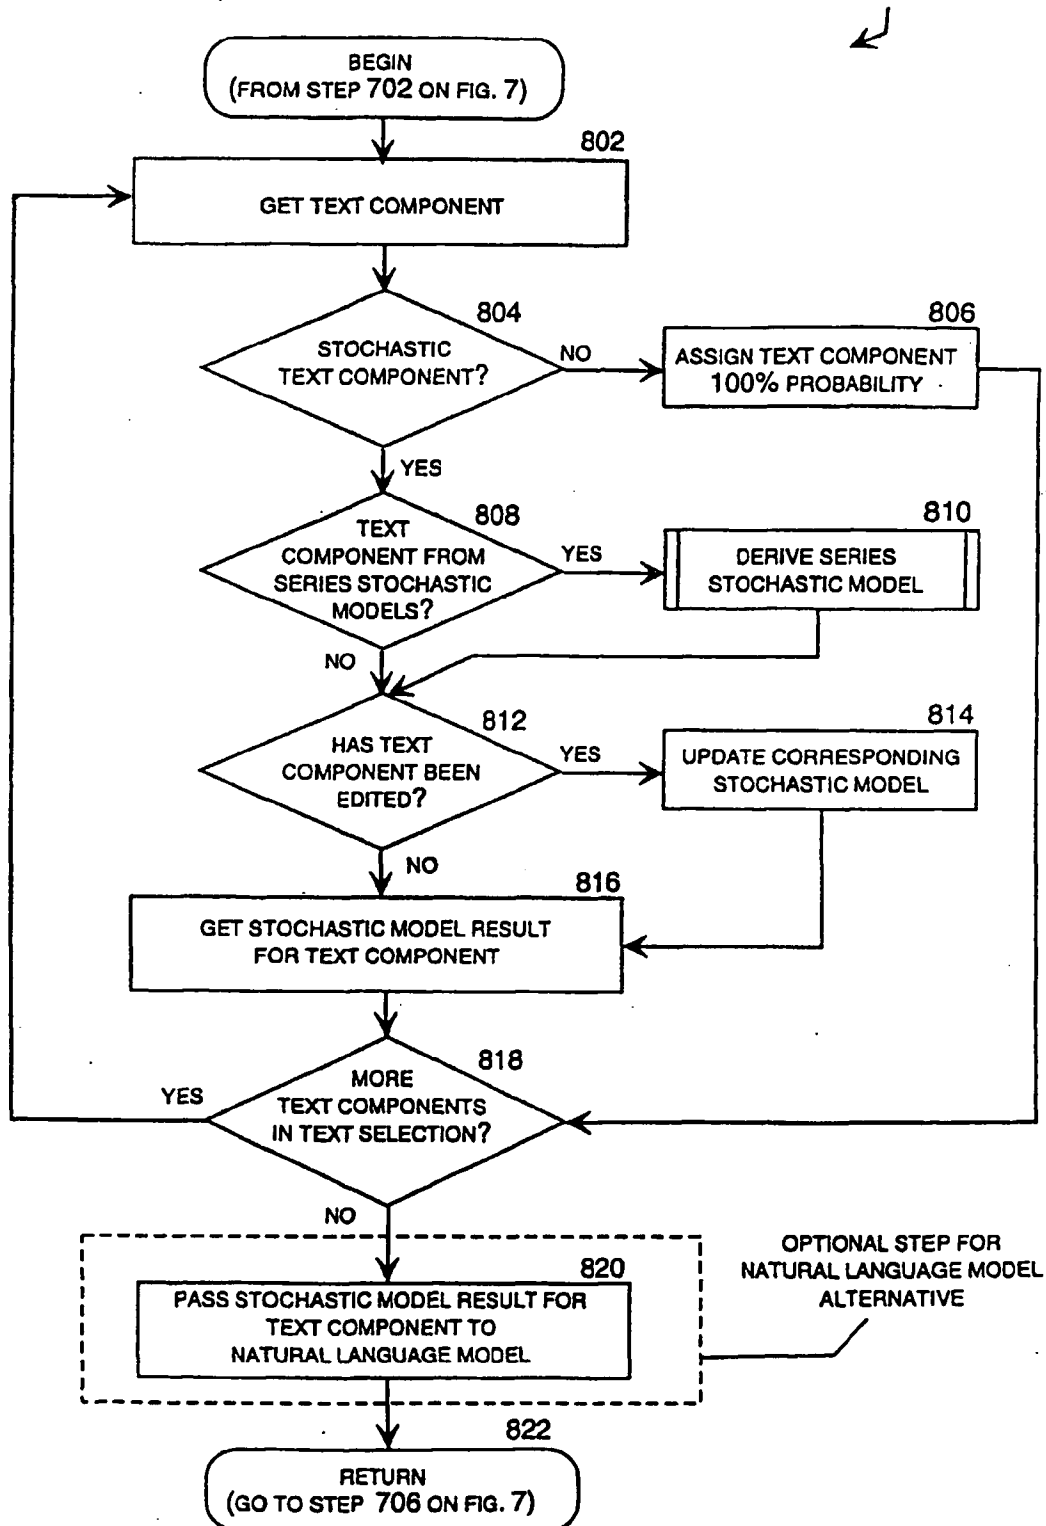 BEGIN
(FROM STEP 702 ON FIG. 7)
802
GET TEXT COMPONENT
804
STOCHASTIC
TEXT COMPONENT?
NO
806
ASSIGN TEXT COMPONENT
100% PROBABILITY
YES
808
TEXT
COMPONENT FROM
SERIES STOCHASTIC
MODELS?
YES
810
DERIVE SERIES
STOCHASTIC MODEL
NO
812
HAS TEXT
COMPONENT BEEN
EDITED?
YES
814
UPDATE CORRESPONDING
STOCHASTIC MODEL
NO
816
GET STOCHASTIC MODEL RESULT
FOR TEXT COMPONENT
818
MORE
TEXT COMPONENTS
IN TEXT SELECTION?
YES
NO
OPTIONAL STEP FOR
NATURAL LANGUAGE MODEL
ALTERNATIVE
820
PASS STOCHASTIC MODEL RESULT FOR
TEXT COMPONENT TO
NATURAL LANGUAGE MODEL
822
RETURN
(GO TO STEP 706 ON FIG. 7)